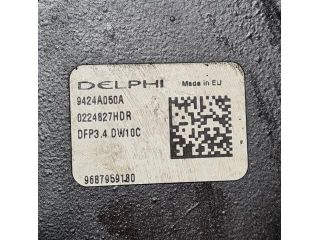 DELPHI Made in EU
9424A050A
0224827HDR
DFP3.4 DW10C
9687959180